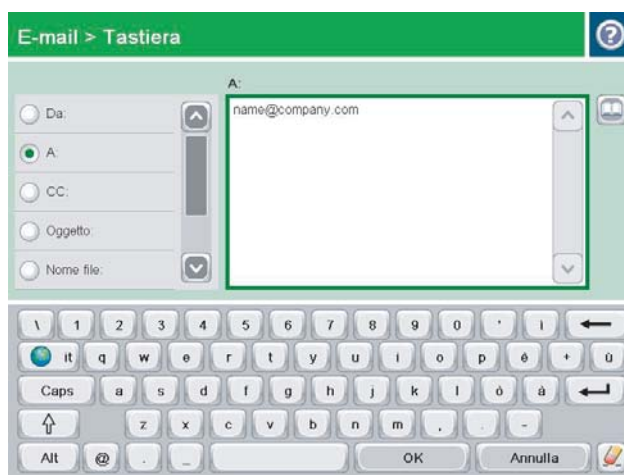 E-mail > Tastiera
?
A:
Da:
name@company.com
A:
CC:
Oggetto:
Nome file:
\ 1 2 3 4 5 6 7 8 9 0 ' ì
it q w e r t y u i o p è + ù
Caps a s d f g h j k l ò à
z x c v b n m , . -
Alt @ . _ OK Annulla